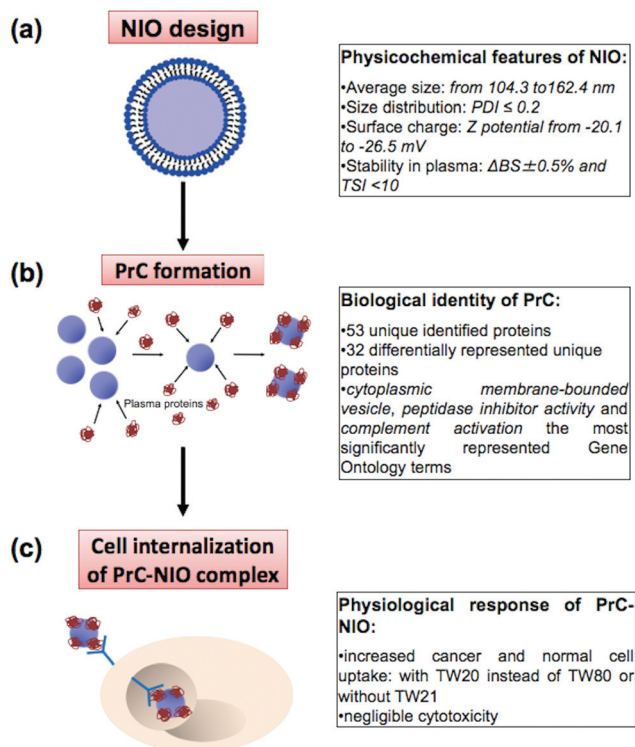 (a)
NIO design
Physicochemical features of NIO:
•Average size: from 104.3 to162.4 nm
•Size distribution: PDI ≤ 0.2
•Surface charge: Z potential from -20.1
to -26.5 mV
•Stability in plasma: ΔBS±0.5% and
TSI <10
(b)
PrC formation
Plasma proteins
Biological identity of PrC:
•53 unique identified proteins
•32 differentially represented unique
proteins
•cytoplasmic membrane-bounded
vesicle, peptidase inhibitor activity and
complement activation the most
significantly represented Gene
Ontology terms
(c)
Cell internalization
of PrC-NIO complex
Physiological response of PrC-
NIO:
•increased cancer and normal cell
uptake: with TW20 instead of TW80 or
without TW21
•negligible cytotoxicity